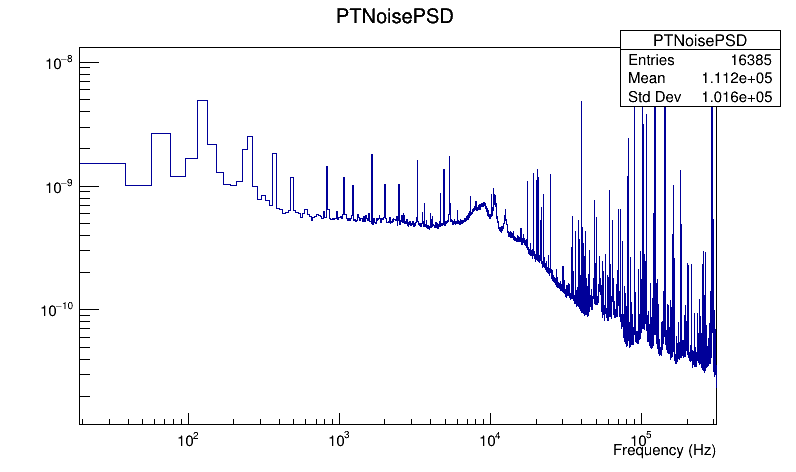 PTNoisePSD
PTNoisePSD
Entries 16385
Mean 1.112e+05
Std Dev 1.016e+05
10⁻⁸
10⁻⁹
10⁻¹⁰
10² 10³ 10⁴ 10⁵
Frequency (Hz)